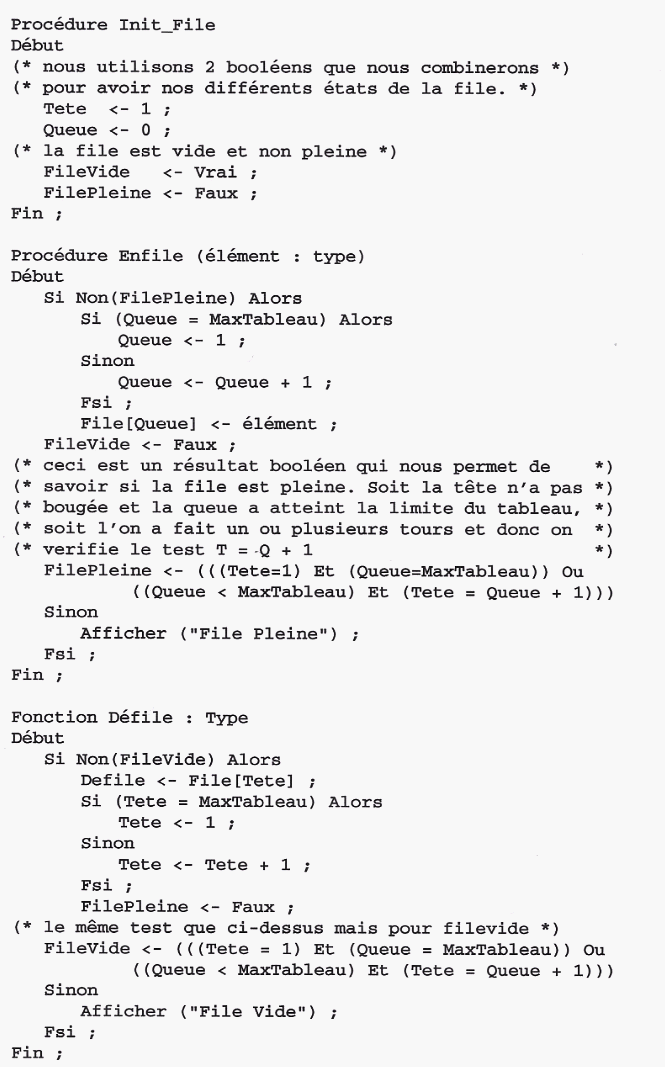 Procédure Init_File
Début
(* nous utilisons 2 booléens que nous combinerons *)
(* pour avoir nos différents états de la file. *)
   Tete  <- 1 ;
   Queue <- 0 ;
(* la file est vide et non pleine *)
   FileVide   <- Vrai ;
   FilePleine <- Faux ;
Fin ;

Procédure Enfile (élément : type)
Début
   Si Non(FilePleine) Alors
      Si (Queue = MaxTableau) Alors
         Queue <- 1 ;
      Sinon
         Queue <- Queue + 1 ;
      Fsi ;
      File[Queue] <- élément ;
   FileVide <- Faux ;
(* ceci est un résultat booléen qui nous permet de    *)
(* savoir si la file est pleine. Soit la tête n'a pas *)
(* bougée et la queue a atteint la limite du tableau, *)
(* soit l'on a fait un ou plusieurs tours et donc on  *)
(* verifie le test T = Q + 1                          *)
   FilePleine <- (((Tete=1) Et (Queue=MaxTableau)) Ou
          ((Queue < MaxTableau) Et (Tete = Queue + 1)))
   Sinon
      Afficher ("File Pleine") ;
   Fsi ;
Fin ;

Fonction Défile : Type
Début
   Si Non(FileVide) Alors
      Defile <- File[Tete] ;
      Si (Tete = MaxTableau) Alors
         Tete <- 1 ;
      Sinon
         Tete <- Tete + 1 ;
      Fsi ;
      FilePleine <- Faux ;
(* le même test que ci-dessus mais pour filevide *)
   FileVide <- (((Tete = 1) Et (Queue = MaxTableau)) Ou
          ((Queue < MaxTableau) Et (Tete = Queue + 1)))
   Sinon
      Afficher ("File Vide") ;
   Fsi ;
Fin ;